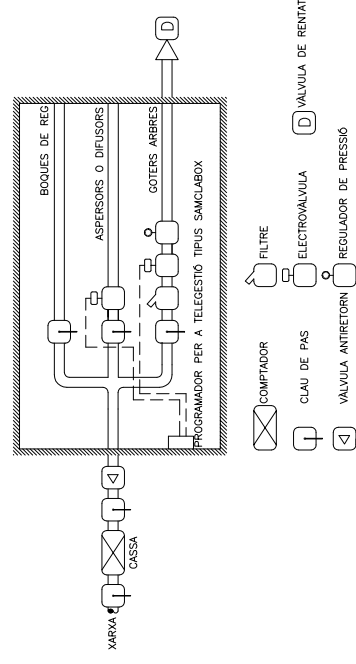 BOQUES DE REG
ASPERSORS O DIFUSORS
GOTERS ARBRES
D
PROGRAMADOR PER A TELEGESTIÓ TIPUS SAMCLABOX
XARXA
CASSA
COMPTADOR
FILTRE
CLAU DE PAS
ELECTROVÀLVULA
D
VÀLVULA DE RENTAT
VÀLVULA ANTIRETORN
REGULADOR DE PRESSIÓ